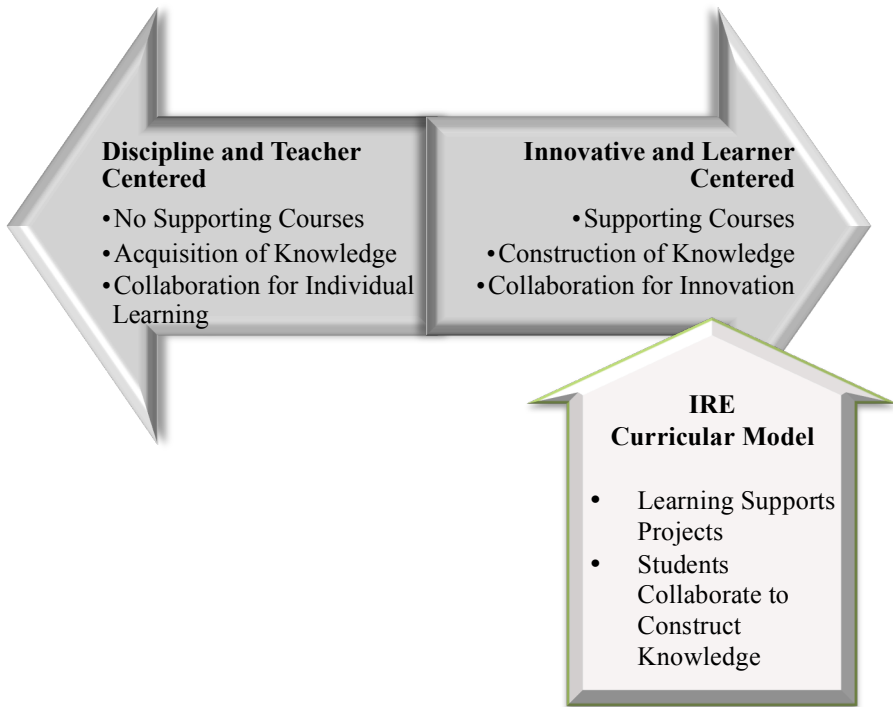 Discipline and Teacher
Centered
•No Supporting Courses
•Acquisition of Knowledge
•Collaboration for Individual
Learning
Innovative and Learner
Centered
•Supporting Courses
•Construction of Knowledge
•Collaboration for Innovation
IRE
Curricular Model
• Learning Supports
Projects
• Students
Collaborate to
Construct
Knowledge